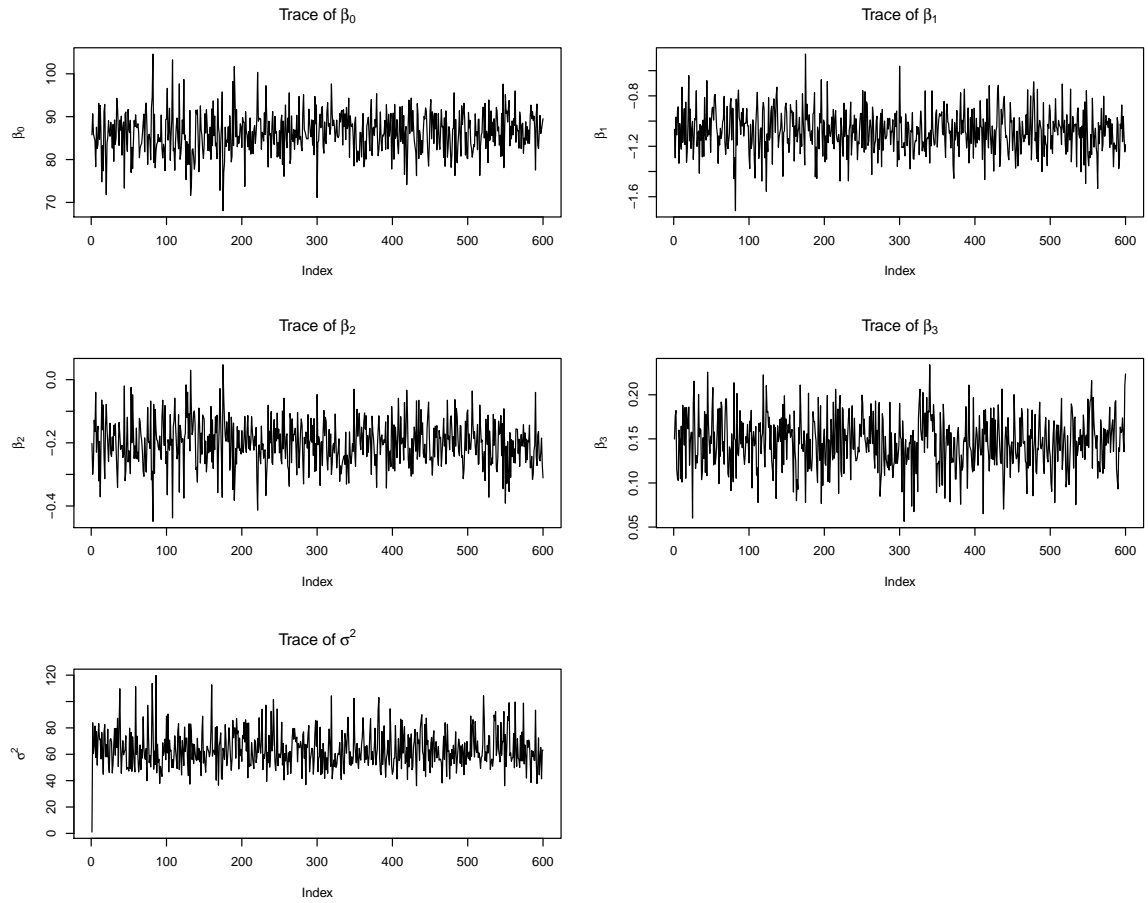 Trace of β₀
100
90
80
70
β₀
0 100 200 300 400 500 600
Index
Trace of β₁
−0.8
−1.2
−1.6
β₁
0 100 200 300 400 500 600
Index
Trace of β₂
0.0
−0.2
−0.4
β₂
0 100 200 300 400 500 600
Index
Trace of β₃
0.20
0.15
0.10
0.05
β₃
0 100 200 300 400 500 600
Index
Trace of σ²
120
80
60
40
20
0
σ²
0 100 200 300 400 500 600
Index